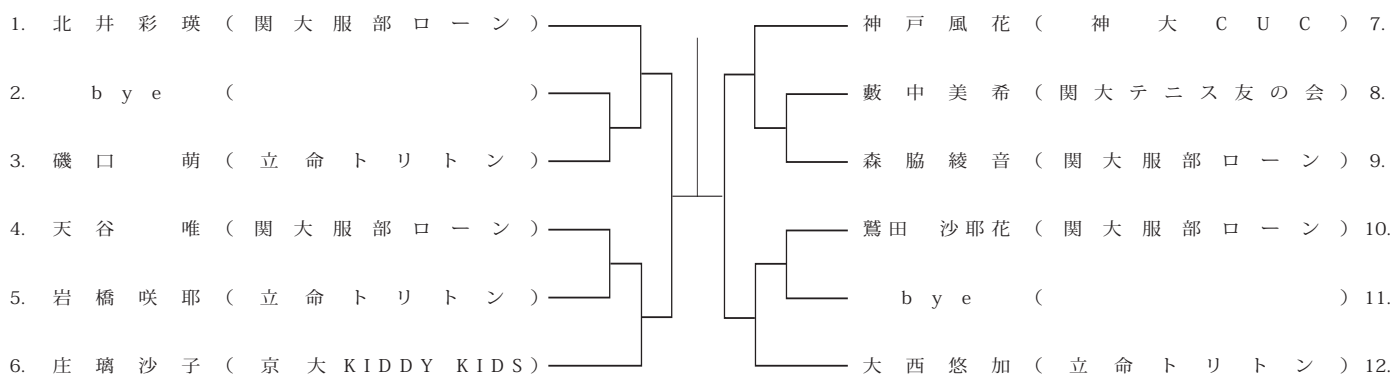 1. 北井彩瑛(関大服部ローン)
2. bye ( )
3. 磯口 萌(立命トリトン)
4. 天谷 唯(関大服部ローン)
5. 岩橋咲耶(立命トリトン)
6. 庄璃沙子(京大KIDDY KIDS)
神戸風花(神大CUC) 7.
藪中美希(関大テニス友の会) 8.
森脇綾音(関大服部ローン) 9.
鷲田 沙耶花(関大服部ローン) 10.
bye ( ) 11.
大西悠加(立命トリトン) 12.